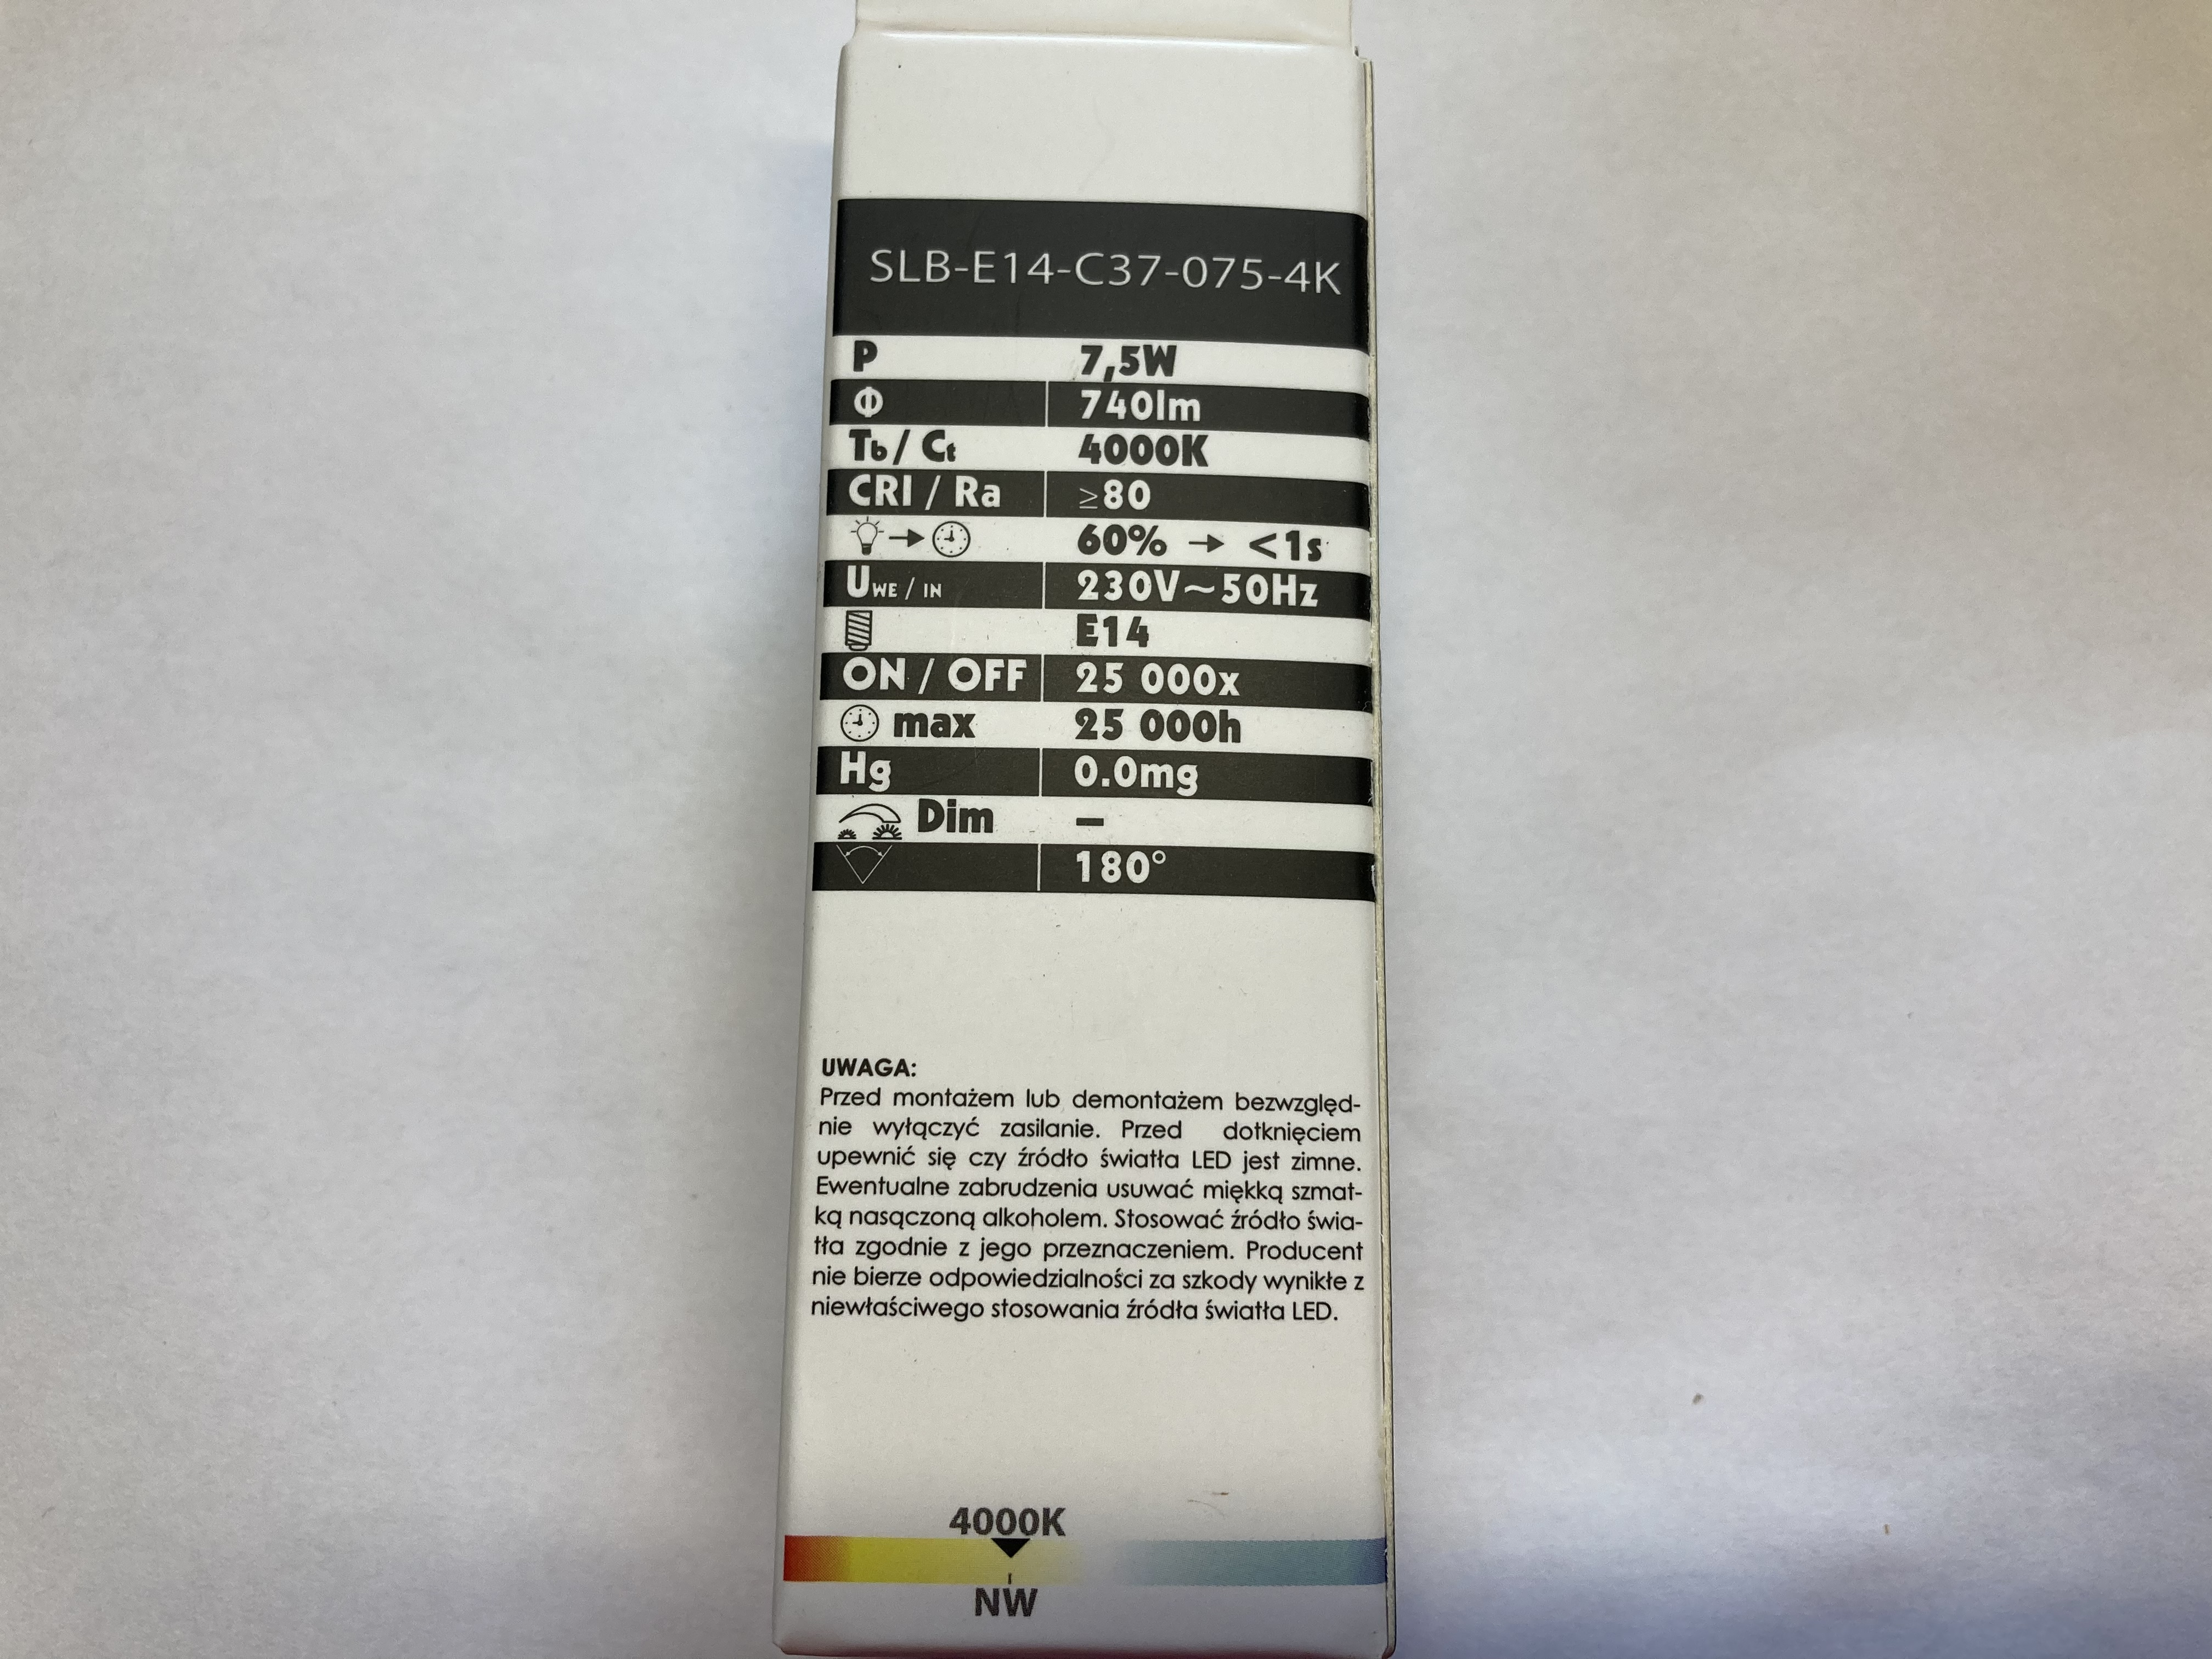 SLB-E14-C37-075-4K
P 7,5W
Φ 740lm
Tb / Ct 4000K
CRI / Ra ≥80
→ 60% → <1s
UWE / IN 230V~50Hz
E14
ON / OFF 25 000x
max 25 000h
Hg 0.0mg
Dim –
180°
UWAGA:
Przed montażem lub demontażem bezwzględ-
nie wyłączyć zasilanie. Przed dotknięciem
upewnić się czy źródło światła LED jest zimne.
Ewentualne zabrudzenia usuwać miękką szmat-
ką nasączoną alkoholem. Stosować źródło świa-
tła zgodnie z jego przeznaczeniem. Producent
nie bierze odpowiedzialności za szkody wynikłe z
niewłaściwego stosowania źródła światła LED.
4000K
NW